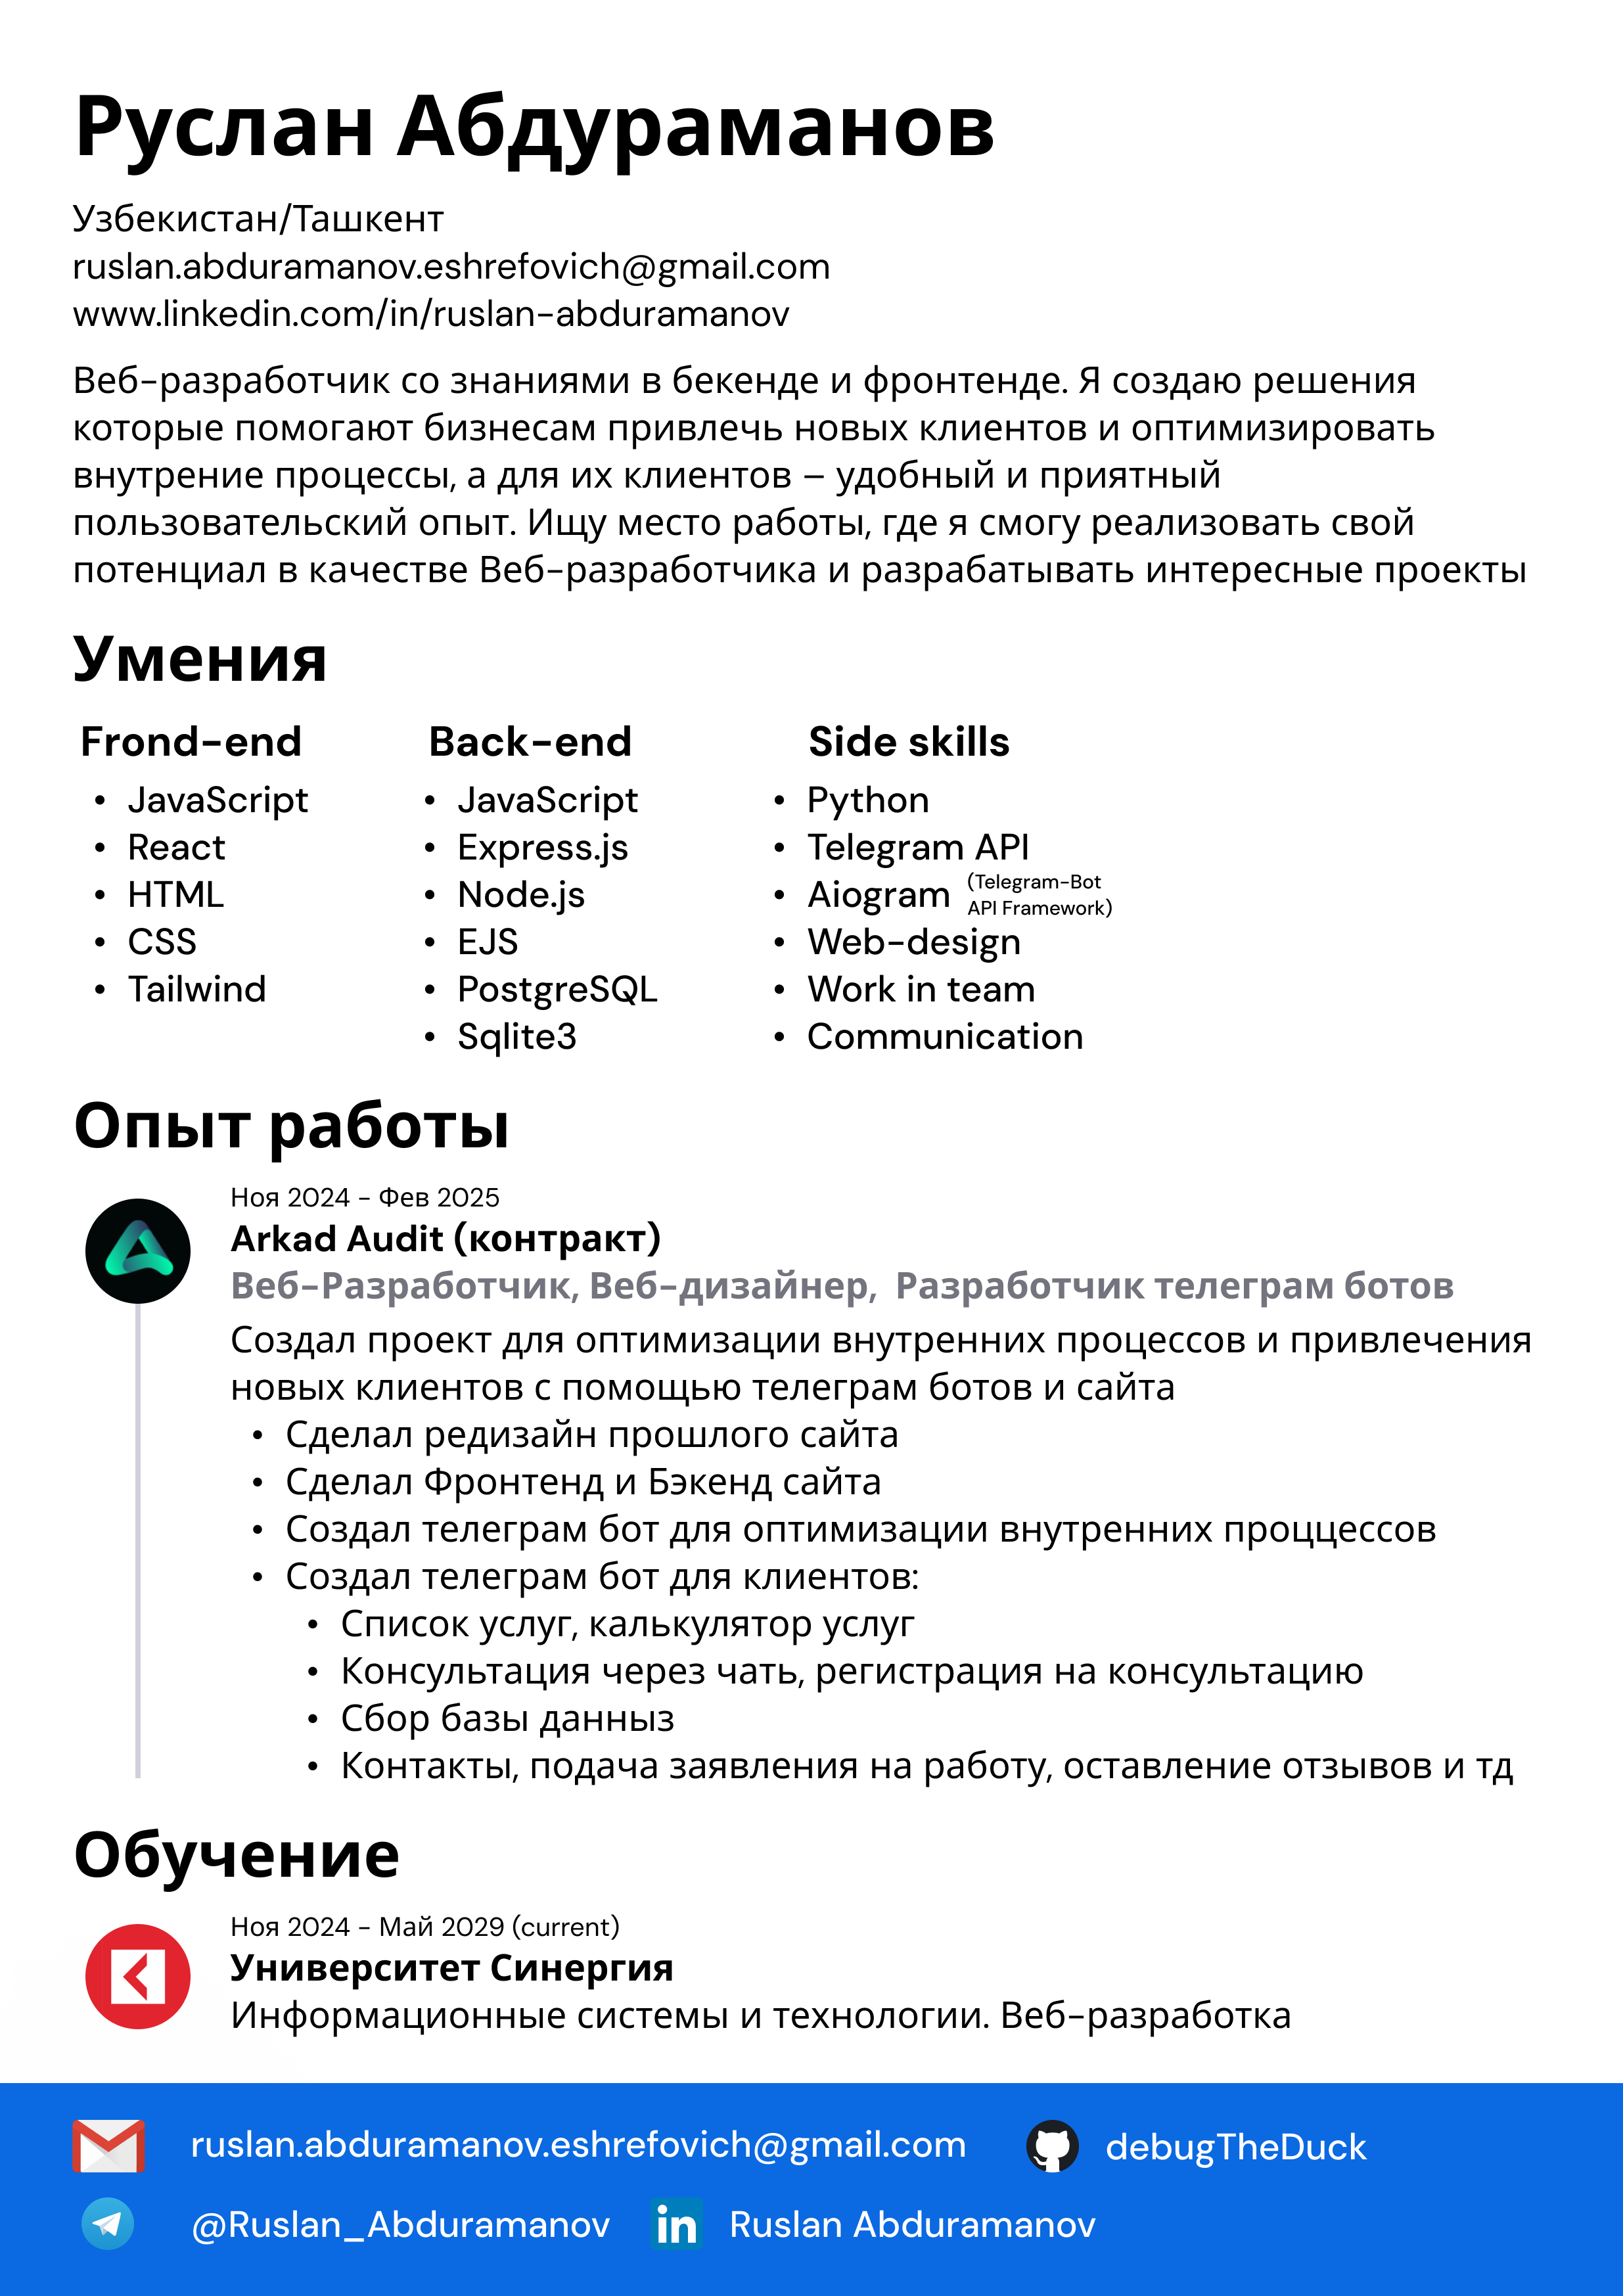 Руслан Абдураманов
Узбекистан/Ташкент
ruslan.abduramanov.eshrefovich@gmail.com
www.linkedin.com/in/ruslan-abduramanov
Веб-разработчик со знаниями в бекенде и фронтенде. Я создаю решения
которые помогают бизнесам привлечь новых клиентов и оптимизировать
внутрение процессы, а для их клиентов – удобный и приятный
пользовательский опыт. Ищу место работы, где я смогу реализовать свой
потенциал в качестве Веб-разработчика и разрабатывать интересные проекты
Умения
Frond-end
• JavaScript
• React
• HTML
• CSS
• Tailwind
Back-end
• JavaScript
• Express.js
• Node.js
• EJS
• PostgreSQL
• Sqlite3
Side skills
• Python
• Telegram API
• Aiogram (Telegram-Bot
API Framework)
• Web-design
• Work in team
• Communication
Опыт работы
Ноя 2024 - Фев 2025
Arkad Audit (контракт)
Веб-Разработчик, Веб-дизайнер, Разработчик телеграм ботов
Создал проект для оптимизации внутренних процессов и привлечения
новых клиентов с помощью телеграм ботов и сайта
• Сделал редизайн прошлого сайта
• Сделал Фронтенд и Бэкенд сайта
• Создал телеграм бот для оптимизации внутренних проццессов
• Создал телеграм бот для клиентов:
• Список услуг, калькулятор услуг
• Консультация через чать, регистрация на консультацию
• Сбор базы данныз
• Контакты, подача заявления на работу, оставление отзывов и тд
Обучение
Ноя 2024 - Май 2029 (current)
Университет Синергия
Информационные системы и технологии. Веб-разработка
ruslan.abduramanov.eshrefovich@gmail.com
debugTheDuck
@Ruslan_Abduramanov
in
Ruslan Abduramanov